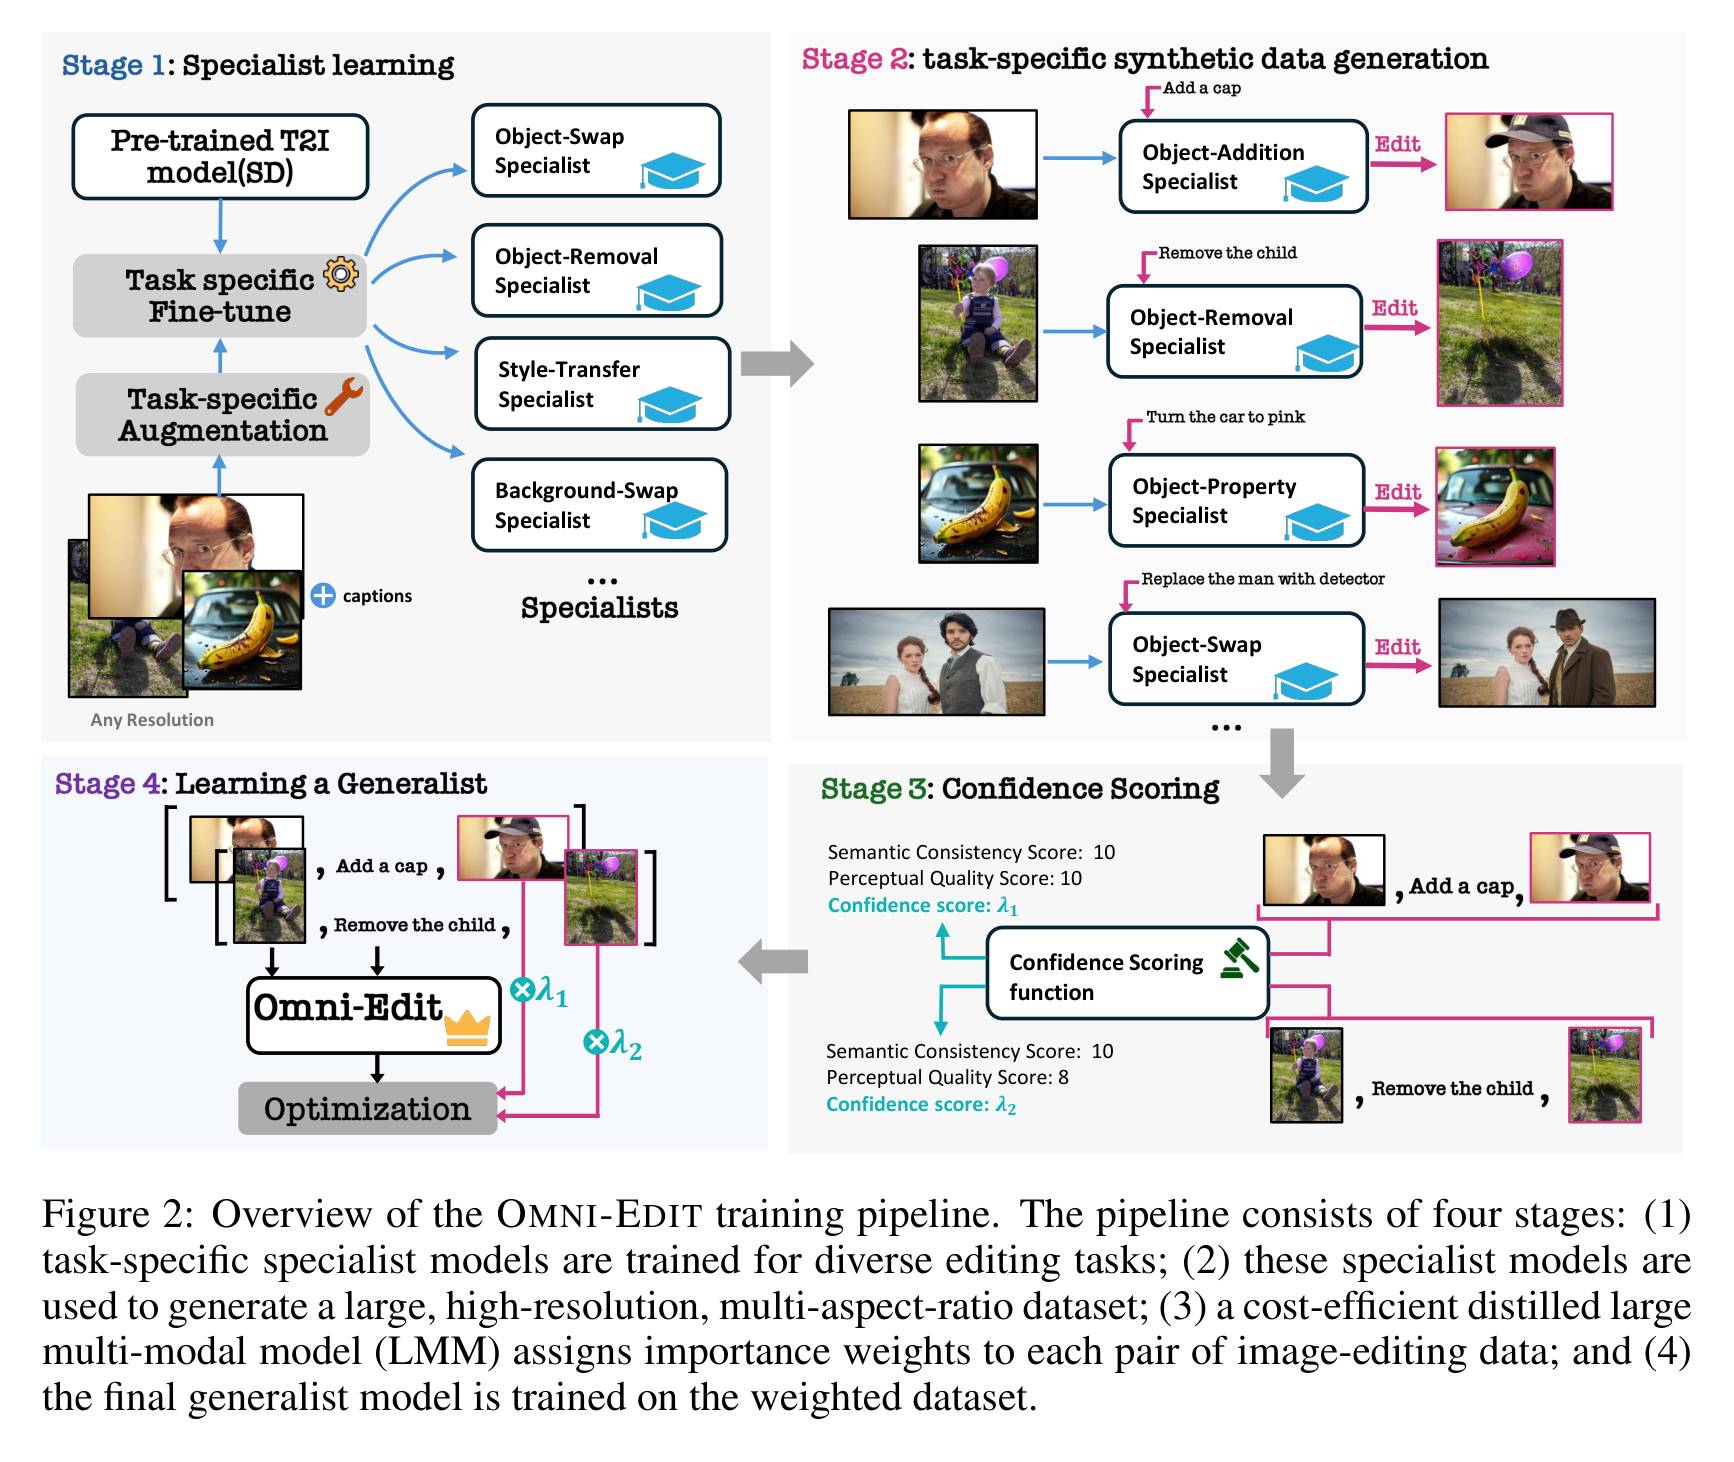 Stage 1: Specialist learning
Pre-trained T2I
model(SD)
Task specific
Fine-tune
Task-specific
Augmentation
captions
Any Resolution
Object-Swap
Specialist
Object-Removal
Specialist
Style-Transfer
Specialist
Background-Swap
Specialist
...
Specialists
Stage 2: task-specific synthetic data generation
Add a cap
Object-Addition
Specialist
Edit
Remove the child
Object-Removal
Specialist
Edit
Turn the car to pink
Object-Property
Specialist
Edit
Replace the man with detector
Object-Swap
Specialist
Edit
...
Stage 3: Confidence Scoring
Semantic Consistency Score: 10
Perceptual Quality Score: 10
Confidence score: λ1
, Add a cap,
Confidence Scoring
function
Semantic Consistency Score: 10
Perceptual Quality Score: 8
Confidence score: λ2
, Remove the child ,
Stage 4: Learning a Generalist
, Add a cap ,
, Remove the child ,
Omni-Edit
λ1
λ2
Optimization
Figure 2: Overview of the OMNI-EDIT training pipeline. The pipeline consists of four stages: (1)
task-specific specialist models are trained for diverse editing tasks; (2) these specialist models are
used to generate a large, high-resolution, multi-aspect-ratio dataset; (3) a cost-efficient distilled large
multi-modal model (LMM) assigns importance weights to each pair of image-editing data; and (4)
the final generalist model is trained on the weighted dataset.